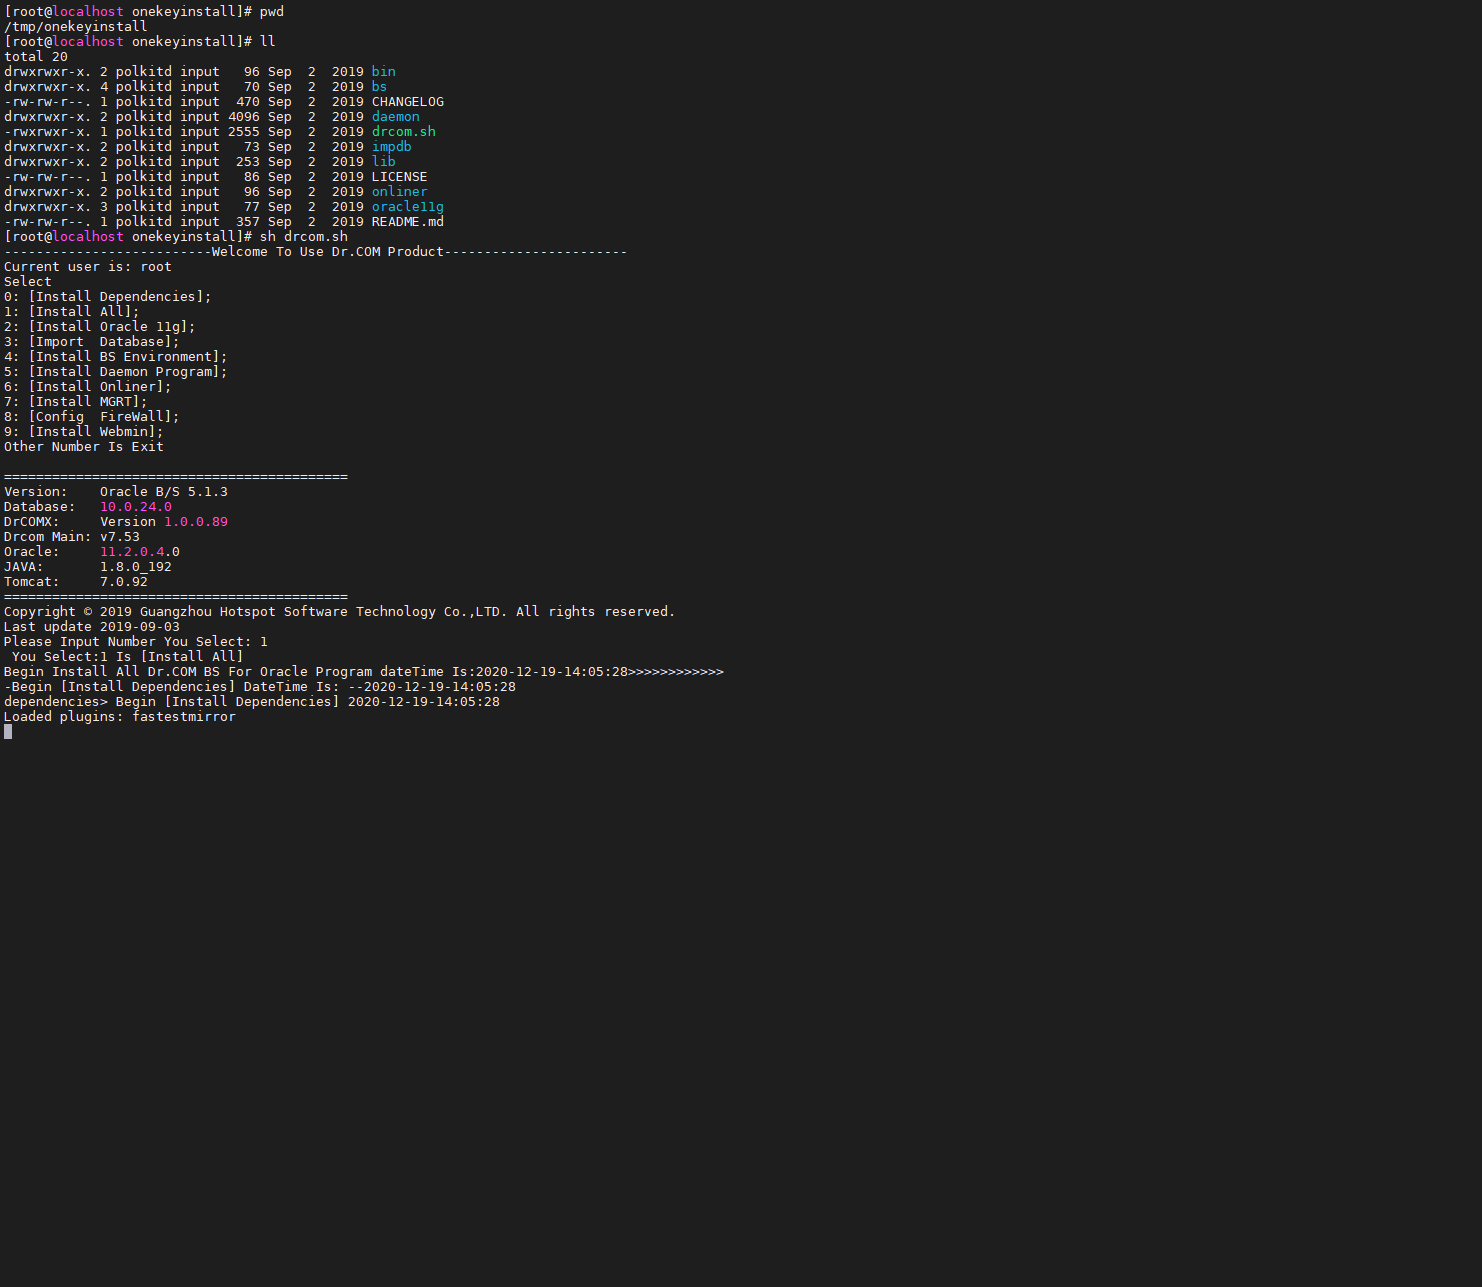 [root@localhost onekeyinstall]# pwd
/tmp/onekeyinstall
[root@localhost onekeyinstall]# ll
total 20
drwxrwxr-x. 2 polkitd input   96 Sep  2  2019 bin
drwxrwxr-x. 4 polkitd input   70 Sep  2  2019 bs
-rw-rw-r--. 1 polkitd input  470 Sep  2  2019 CHANGELOG
drwxrwxr-x. 2 polkitd input 4096 Sep  2  2019 daemon
-rwxrwxr-x. 1 polkitd input 2555 Sep  2  2019 drcom.sh
drwxrwxr-x. 2 polkitd input   73 Sep  2  2019 impdb
drwxrwxr-x. 2 polkitd input  253 Sep  2  2019 lib
-rw-rw-r--. 1 polkitd input   86 Sep  2  2019 LICENSE
drwxrwxr-x. 2 polkitd input   96 Sep  2  2019 onliner
drwxrwxr-x. 3 polkitd input   77 Sep  2  2019 oracle11g
-rw-rw-r--. 1 polkitd input  357 Sep  2  2019 README.md
[root@localhost onekeyinstall]# sh drcom.sh
--------------------------Welcome To Use Dr.COM Product-----------------------
Current user is: root
Select
0: [Install Dependencies];
1: [Install All];
2: [Install Oracle 11g];
3: [Import  Database];
4: [Install BS Environment];
5: [Install Daemon Program];
6: [Install Onliner];
7: [Install MGRT];
8: [Config  FireWall];
9: [Install Webmin];
Other Number Is Exit
===========================================
Version:    Oracle B/S 5.1.3
Database:   10.0.24.0
DrCOMX:     Version 1.0.0.89
Drcom Main: v7.53
Oracle:     11.2.0.4.0
JAVA:       1.8.0_192
Tomcat:     7.0.92
===========================================
Copyright © 2019 Guangzhou Hotspot Software Technology Co.,LTD. All rights reserved.
Last update 2019-09-03
Please Input Number You Select: 1
 You Select:1 Is [Install All]
Begin Install All Dr.COM BS For Oracle Program dateTime Is:2020-12-19-14:05:28>>>>>>>>>>>>
-Begin [Install Dependencies] DateTime Is: --2020-12-19-14:05:28
dependencies> Begin [Install Dependencies] 2020-12-19-14:05:28
Loaded plugins: fastestmirror